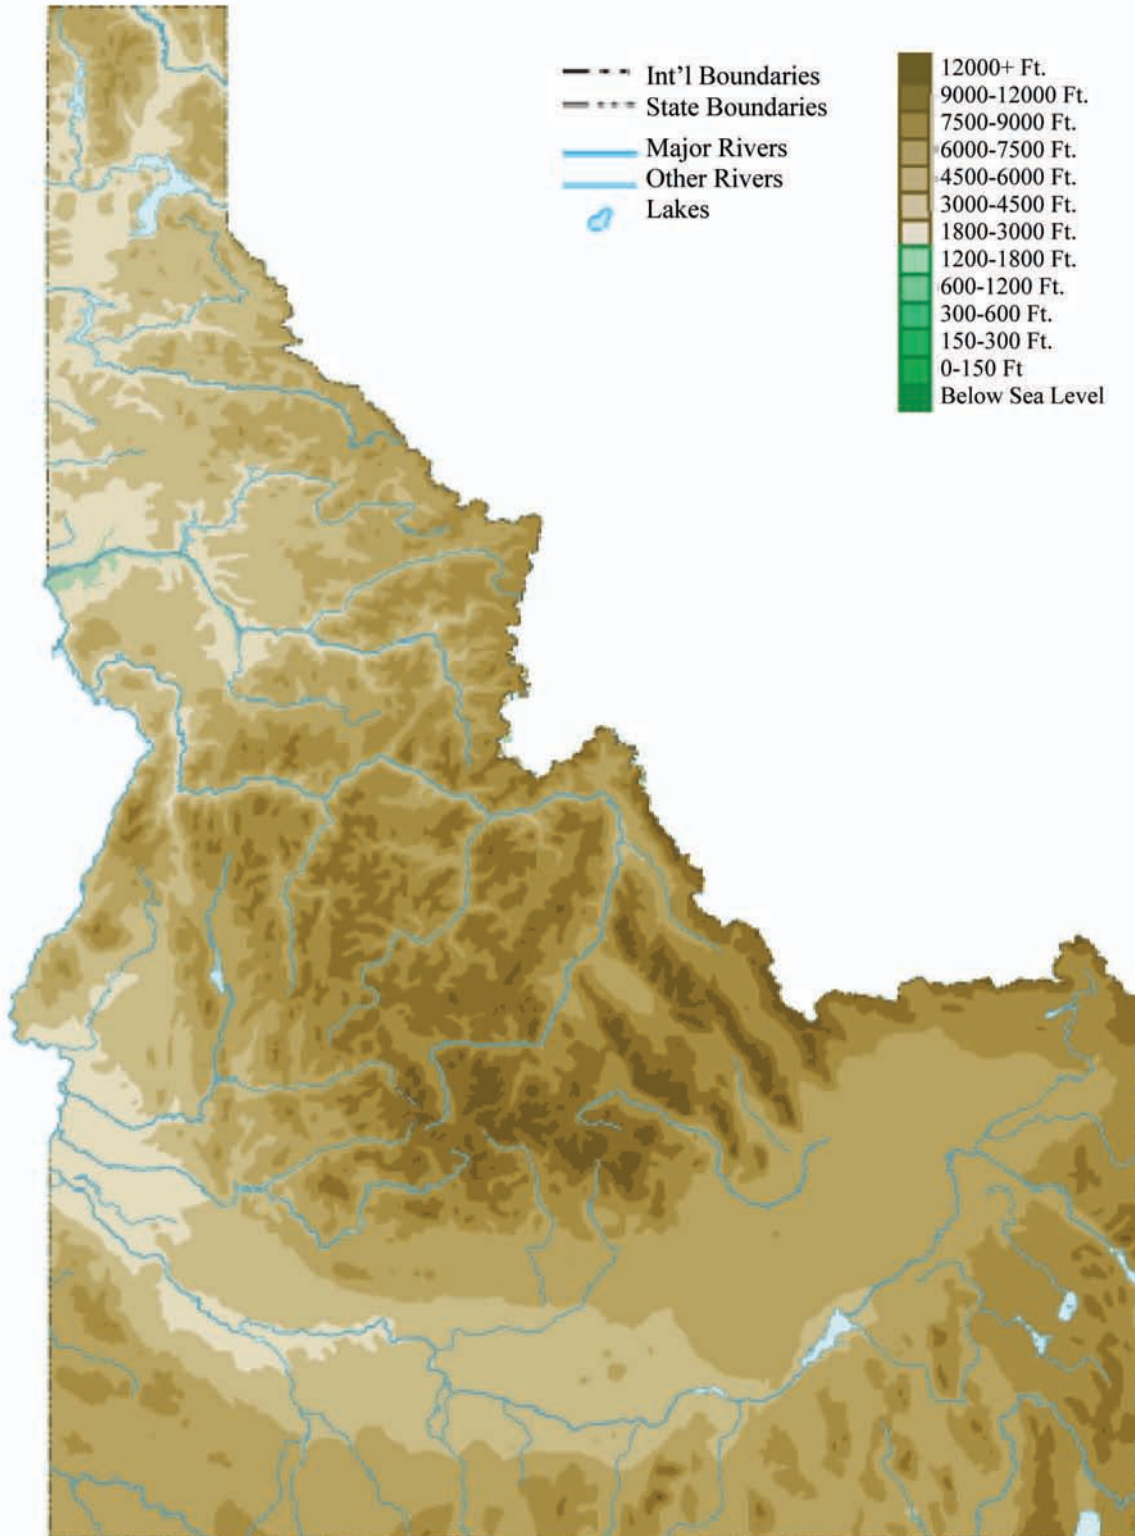 Int'l Boundaries
State Boundaries
Major Rivers
Other Rivers
Lakes
12000+ Ft.
9000-12000 Ft.
7500-9000 Ft.
6000-7500 Ft.
4500-6000 Ft.
3000-4500 Ft.
1800-3000 Ft.
1200-1800 Ft.
600-1200 Ft.
300-600 Ft.
150-300 Ft.
0-150 Ft
Below Sea Level